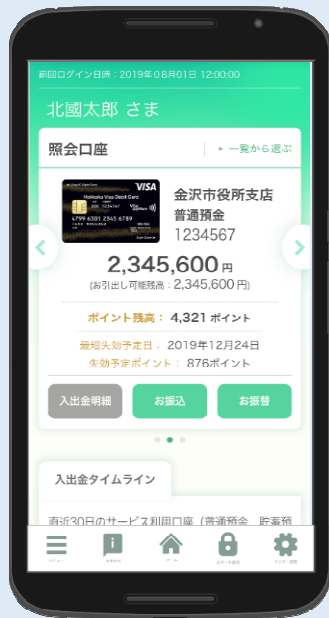 前回ログイン日時：2019年08月01日 12:00:00
北國太郎 さま
照会口座
一覧から選ぶ
VISA
Hokkoku Visa Debit Card
4799 6301 2345 6789
金沢市役所支店
普通預金
1234567
2,345,600 円
(お引出し可能残高：2,345,600 円)
ポイント残高： 4,321 ポイント
最短失効予定日： 2019年12月24日
失効予定ポイント： 876ポイント
入出金明細
お振込
お振替
入出金タイムライン
直近30日のサービス利用口座（普通預金 貯蓄預